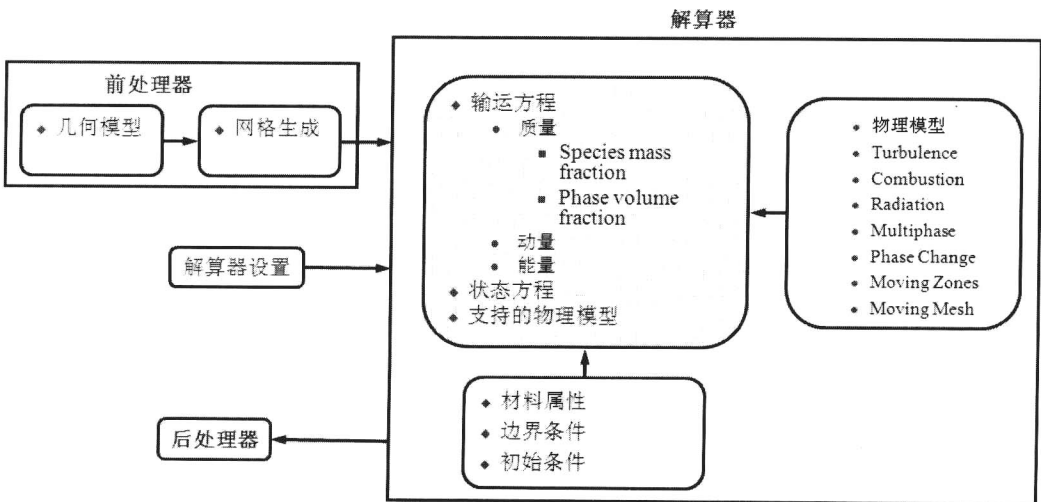 解算器
前处理器
几何模型
网格生成
解算器设置
后处理器
输运方程
质量
Species mass
fraction
Phase volume
fraction
动量
能量
状态方程
支持的物理模型
物理模型
Turbulence
Combustion
Radiation
Multiphase
Phase Change
Moving Zones
Moving Mesh
材料属性
边界条件
初始条件